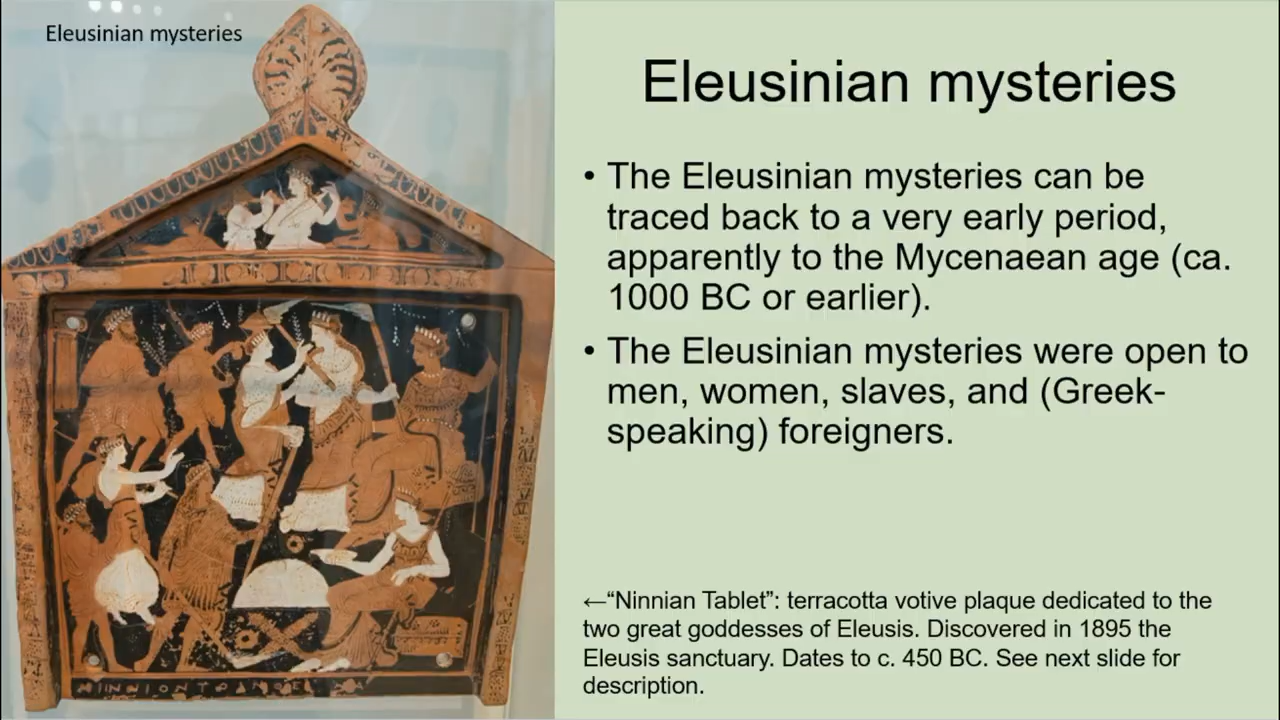 Eleusinian mysteries
Eleusinian mysteries
• The Eleusinian mysteries can be
traced back to a very early period,
apparently to the Mycenaean age (ca.
1000 BC or earlier).
• The Eleusinian mysteries were open to
men, women, slaves, and (Greek-
speaking) foreigners.
←“Ninnian Tablet”: terracotta votive plaque dedicated to the
two great goddesses of Eleusis. Discovered in 1895 the
Eleusis sanctuary. Dates to c. 450 BC. See next slide for
description.